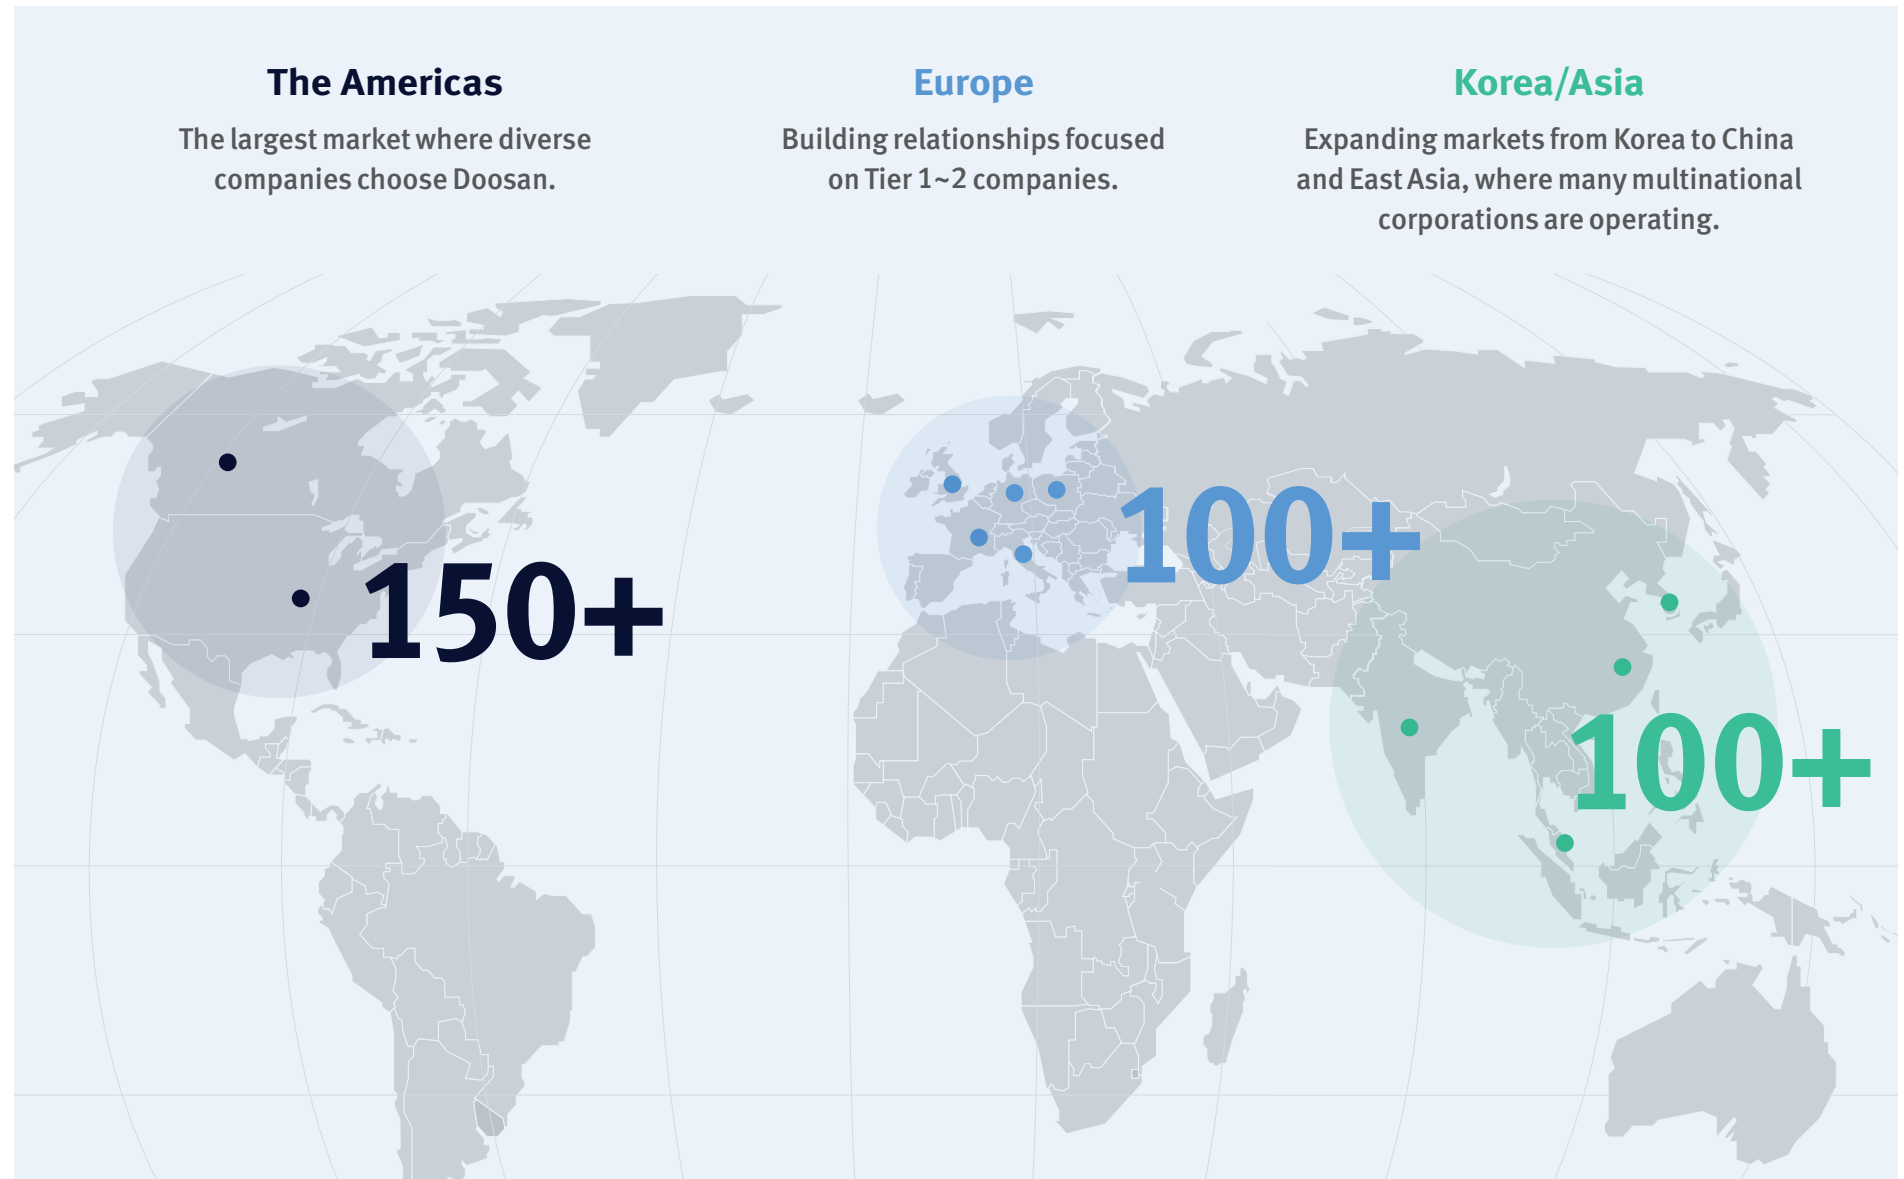 The Americas
The largest market where diverse
companies choose Doosan.
Europe
Building relationships focused
on Tier 1~2 companies.
Korea/Asia
Expanding markets from Korea to China
and East Asia, where many multinational
corporations are operating.
150+
100+
100+